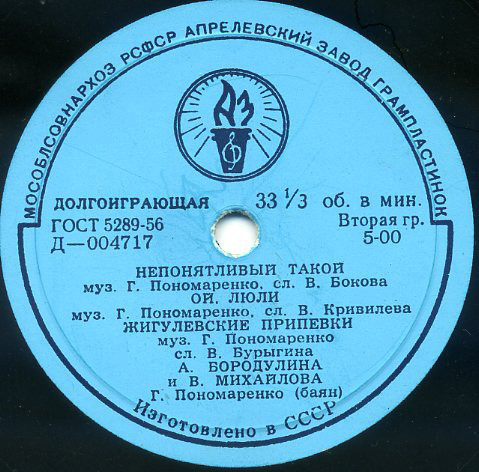 МОСОБЛСОВНАРХОЗ РСФСР АПРЕЛЕВСКИЙ ЗАВОД ГРАМПЛАСТИНОК
АЗ
ДОЛГОИГРАЮЩАЯ 33 1/3 об. в мин.
ГОСТ 5289-56 Вторая гр.
Д—004717 5-00
НЕПОНЯТЛИВЫЙ ТАКОЙ
муз. Г. Пономаренко, сл. В. Бокова
ОЙ, ЛЮЛИ
муз. Г. Пономаренко, сл. В. Кривилева
ЖИГУЛЕВСКИЕ ПРИПЕВКИ
муз. Г. Пономаренко
сл. В. Бурыгина
А. БОРОДУЛИНА
и В. МИХАЙЛОВА
Г. Пономаренко (баян)
Изготовлено в СССР